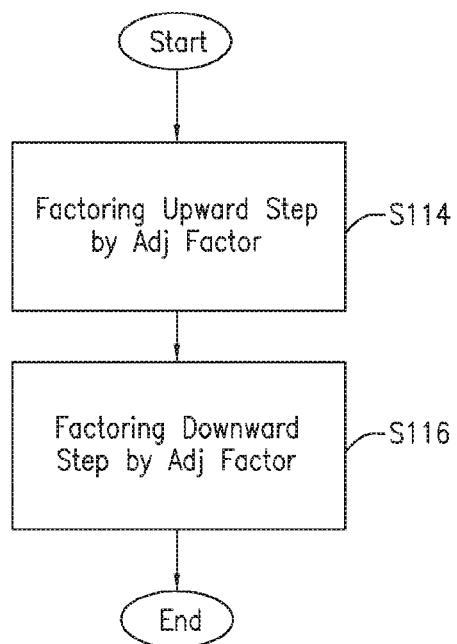 Start
Factoring Upward Step
by Adj Factor
S114
Factoring Downward
Step by Adj Factor
S116
End